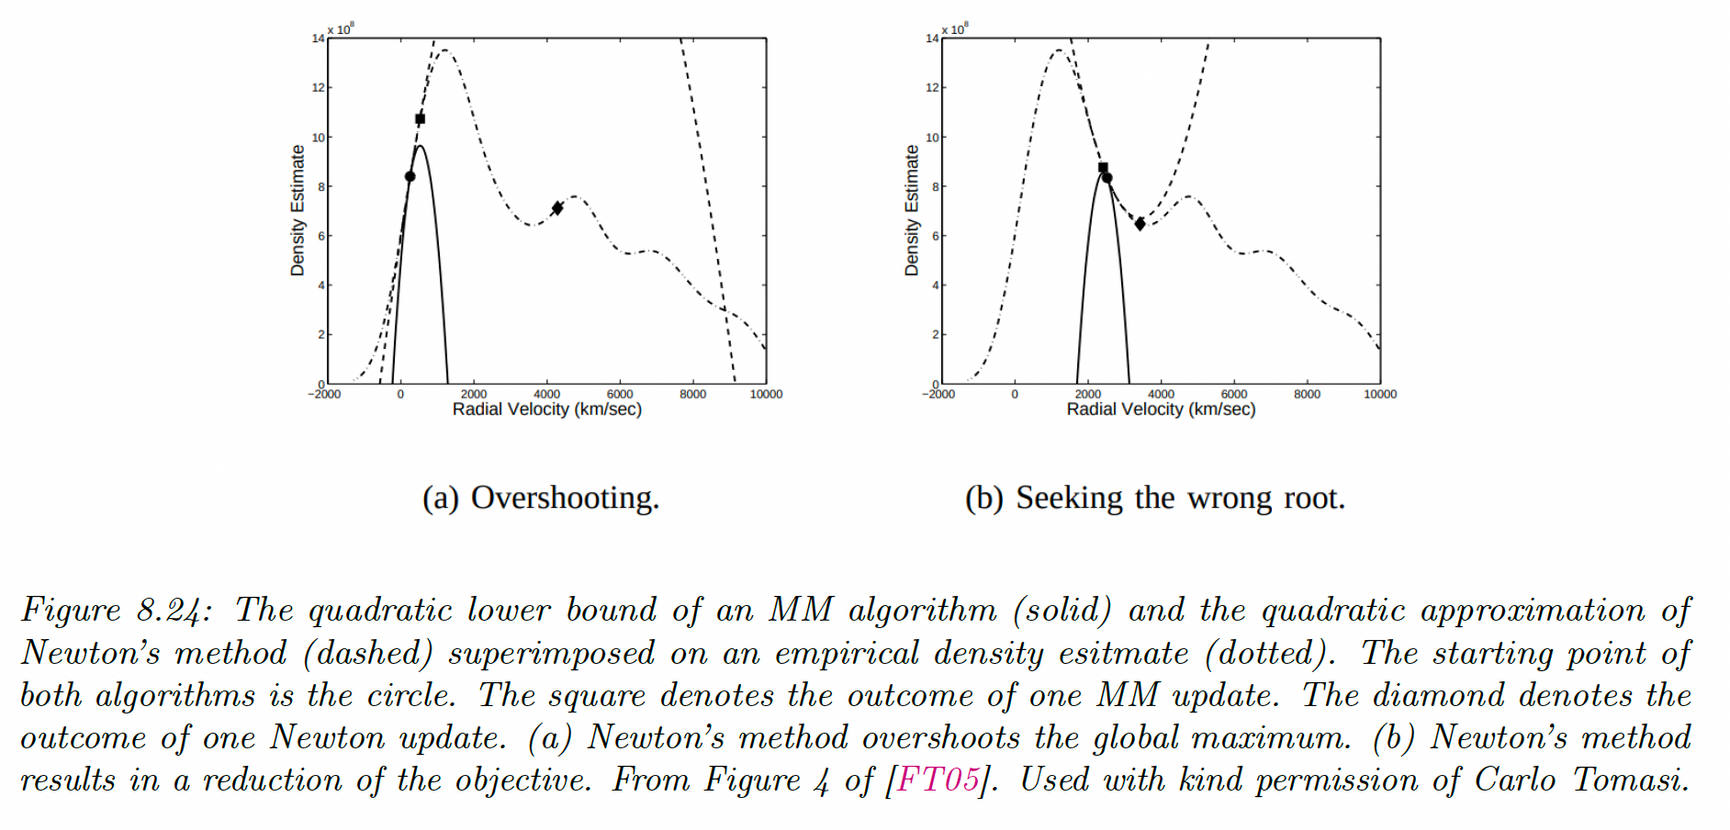 x 10⁸
14
12
10
8
6
4
2
0
Density Estimate
−2000 0 2000 4000 6000 8000 10000
Radial Velocity (km/sec)
x 10⁸
14
12
10
8
6
4
2
0
Density Estimate
−2000 0 2000 4000 6000 8000 10000
Radial Velocity (km/sec)
(a) Overshooting.
(b) Seeking the wrong root.
Figure 8.24: The quadratic lower bound of an MM algorithm (solid) and the quadratic approximation of
Newton's method (dashed) superimposed on an empirical density esitmate (dotted). The starting point of
both algorithms is the circle. The square denotes the outcome of one MM update. The diamond denotes the
outcome of one Newton update. (a) Newton's method overshoots the global maximum. (b) Newton's method
results in a reduction of the objective. From Figure 4 of [FT05]. Used with kind permission of Carlo Tomasi.